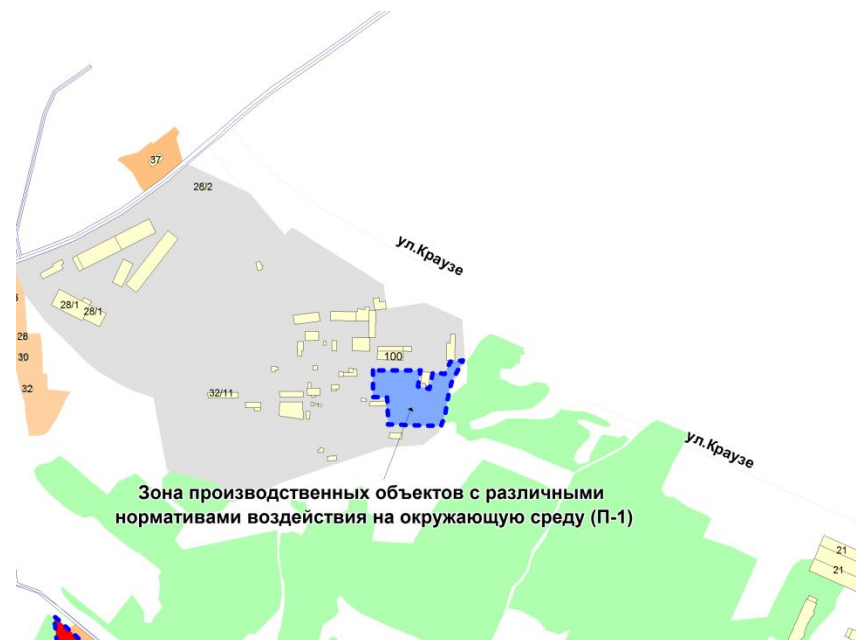 37
28/2
ул.Краузе
28/1
28/1
28
30
32
100
32/11
ул.Краузе
Зона производственных объектов с различными
нормативами воздействия на окружающую среду (П-1)
21
21